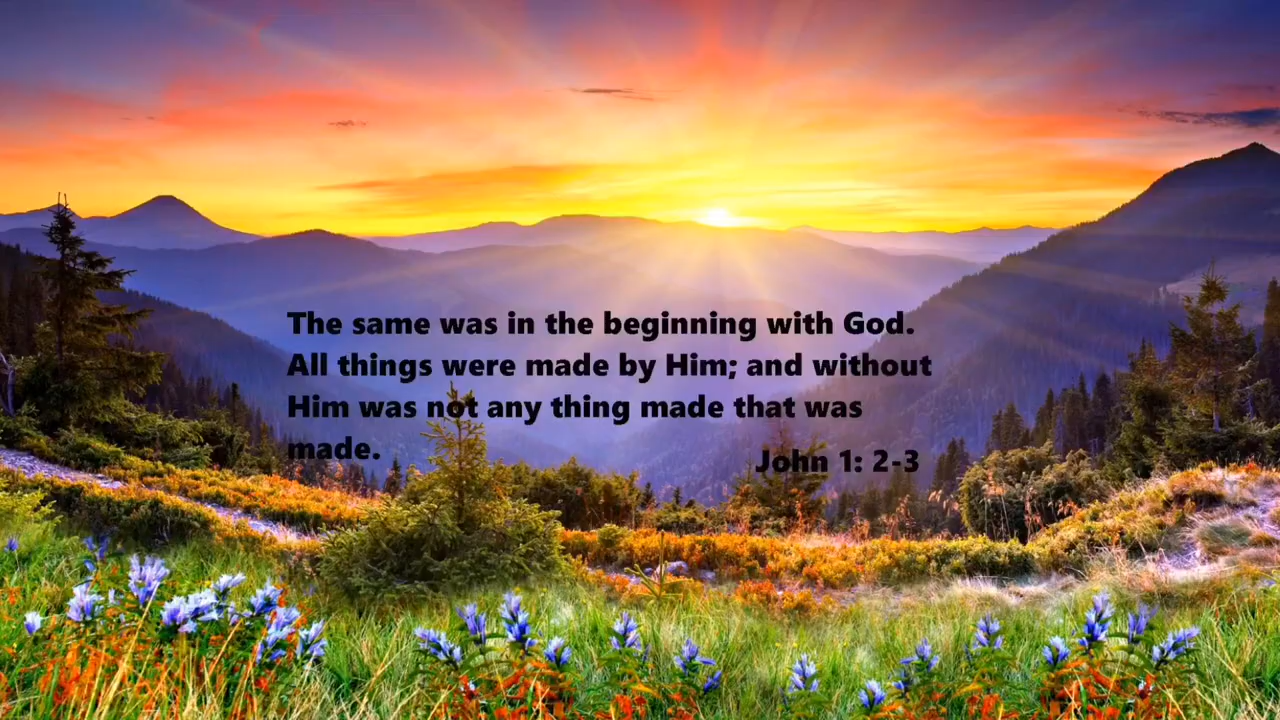 The same was in the beginning with God.
All things were made by Him; and without
Him was not any thing made that was
made.
John 1: 2-3